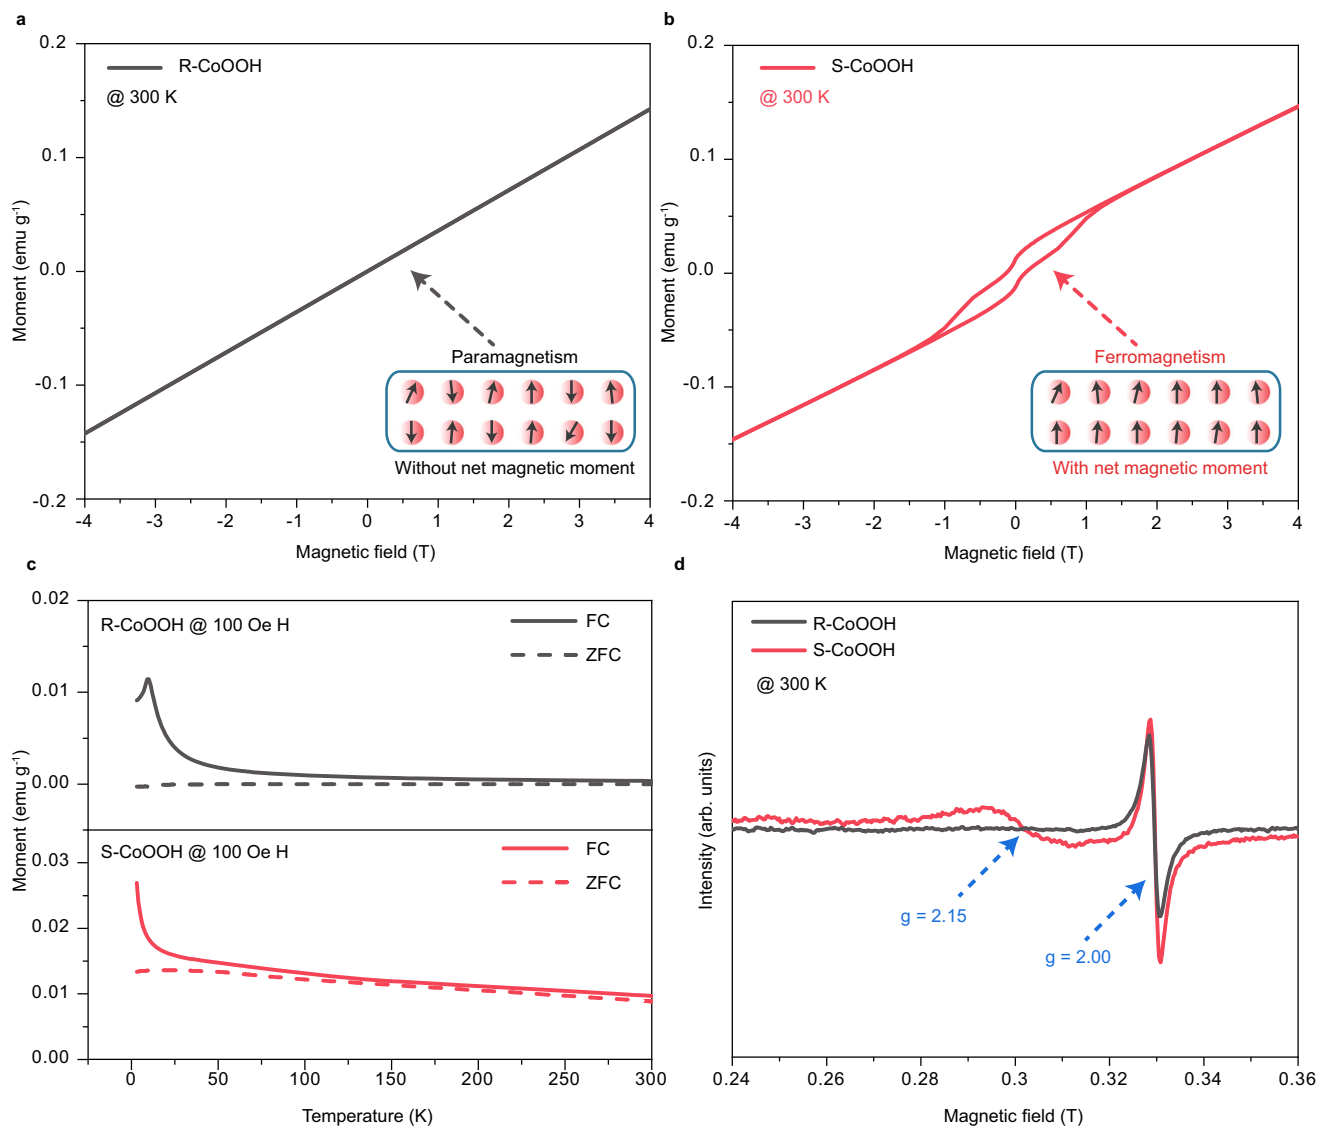 a
0.2
0.1
0.0
-0.1
-0.2
Moment (emu g-1)
R-CoOOH
@ 300 K
Paramagnetism
Without net magnetic moment
-4 -3 -2 -1 0 1 2 3 4
Magnetic field (T)
b
0.2
0.1
0.0
-0.1
-0.2
Moment (emu g-1)
S-CoOOH
@ 300 K
Ferromagnetism
With net magnetic moment
-4 -3 -2 -1 0 1 2 3 4
Magnetic field (T)
c
0.02
0.01
0.00
0.03
0.02
0.01
0.00
Moment (emu g-1)
R-CoOOH @ 100 Oe H
FC
ZFC
S-CoOOH @ 100 Oe H
FC
ZFC
0 50 100 150 200 250 300
Temperature (K)
d
Intensity (arb. units)
R-CoOOH
S-CoOOH
@ 300 K
g = 2.15
g = 2.00
0.24 0.26 0.28 0.3 0.32 0.34 0.36
Magnetic field (T)